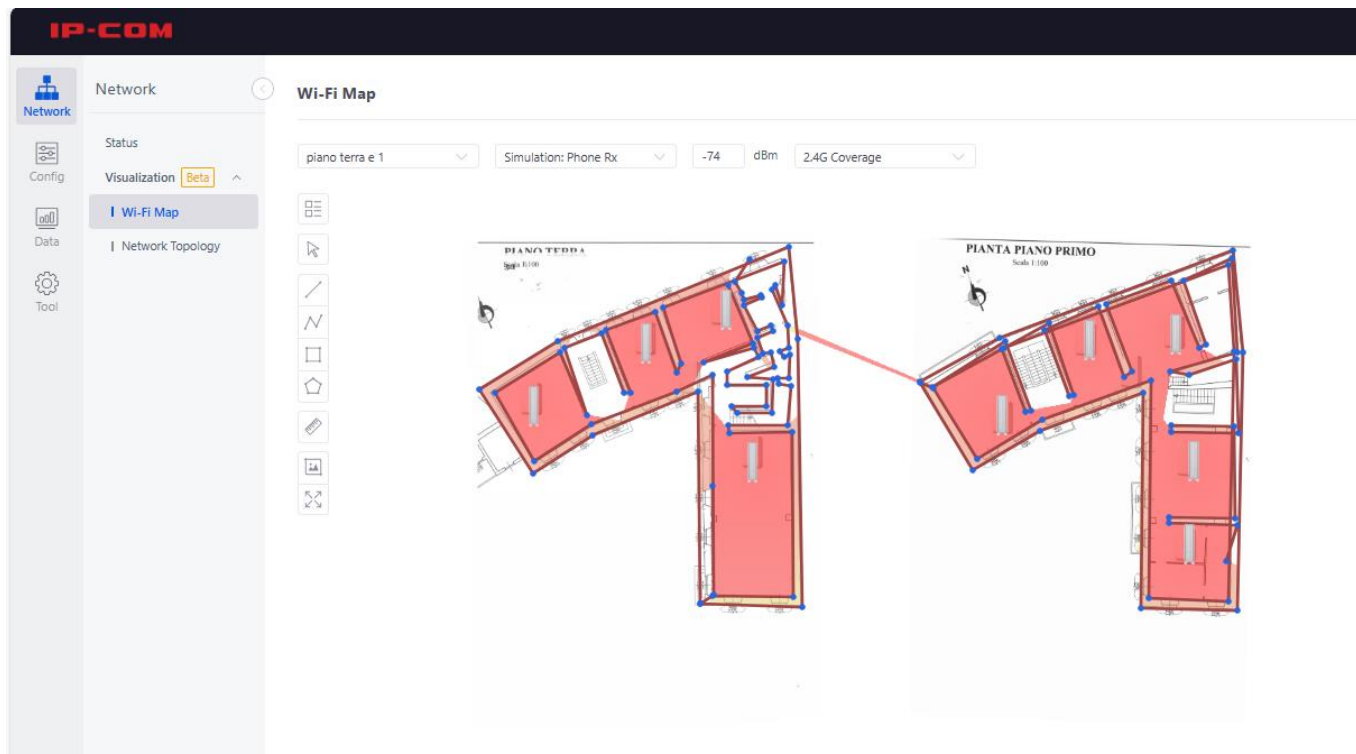 IP-COM
Network
Config
Data
Tool
Network
Status
Visualization Beta
Wi-Fi Map
Network Topology
Wi-Fi Map
piano terra e 1
Simulation: Phone Rx
-74 dBm
2.4G Coverage
PIANO TERRA
PIANTA PIANO PRIMO
Scala 1:100
N